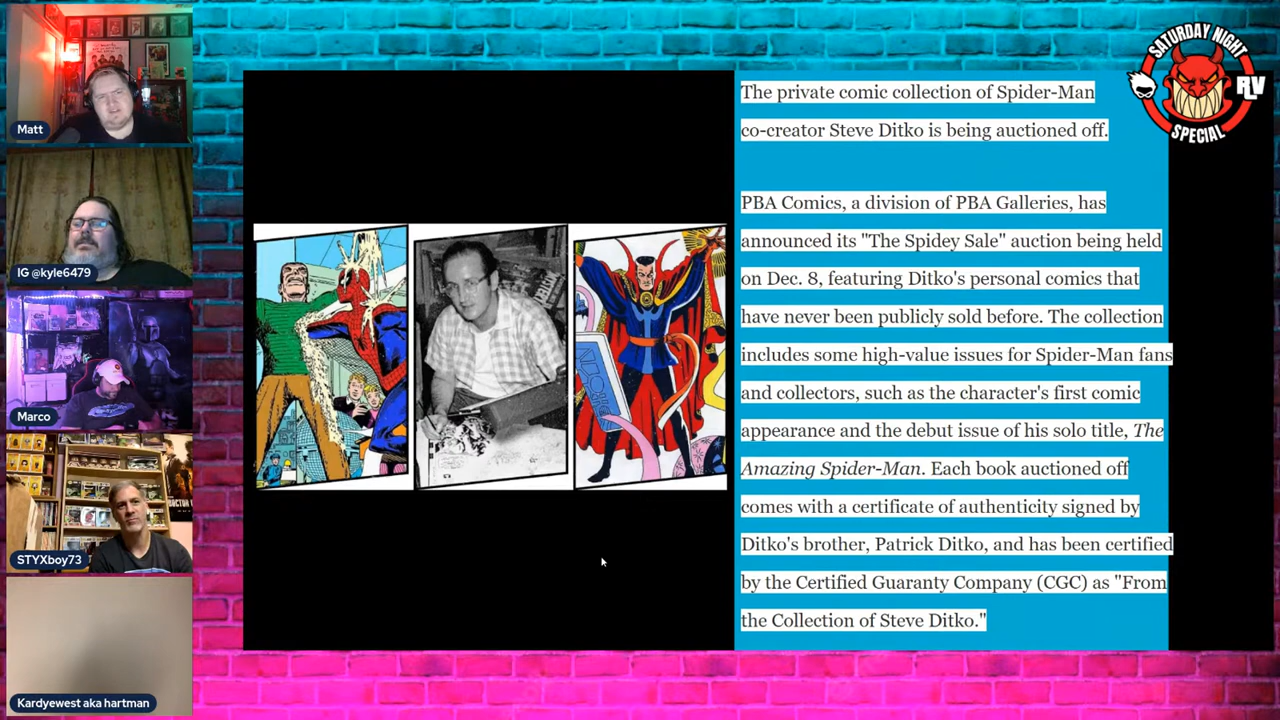 Matt
IG @kyle6479
Marco
STYXboy73
Kardyewest aka hartman
The private comic collection of Spider-Man
co-creator Steve Ditko is being auctioned off.
PBA Comics, a division of PBA Galleries, has
announced its "The Spidey Sale" auction being held
on Dec. 8, featuring Ditko's personal comics that
have never been publicly sold before. The collection
includes some high-value issues for Spider-Man fans
and collectors, such as the character's first comic
appearance and the debut issue of his solo title, The
Amazing Spider-Man. Each book auctioned off
comes with a certificate of authenticity signed by
Ditko's brother, Patrick Ditko, and has been certified
by the Certified Guaranty Company (CGC) as "From
the Collection of Steve Ditko."
SATURDAY NIGHT
SPECIAL